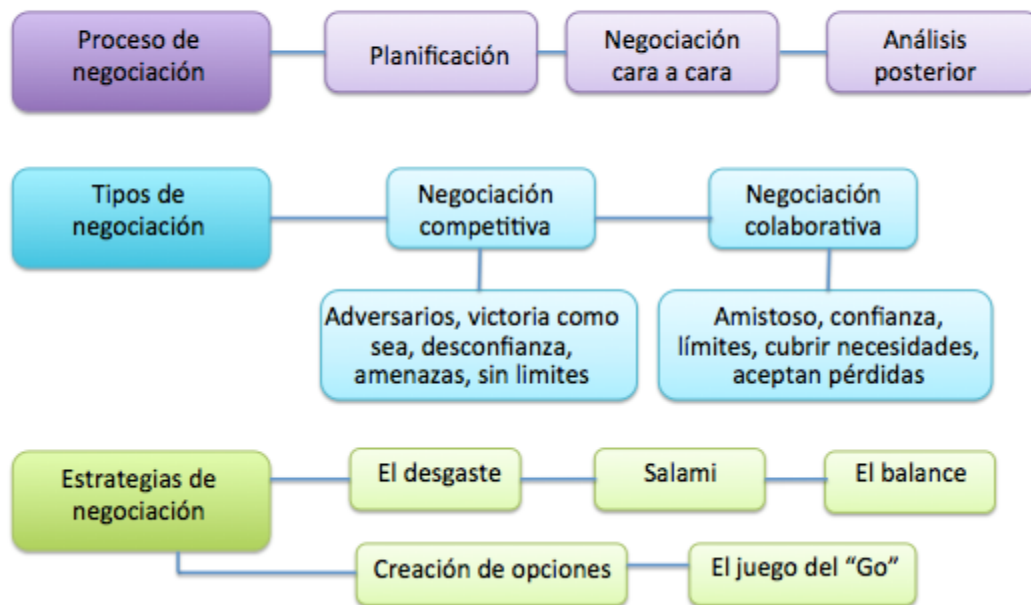 Proceso de
negociación
Planificación
Negociación
cara a cara
Análisis
posterior
Tipos de
negociación
Negociación
competitiva
Negociación
colaborativa
Adversarios, victoria como
sea, desconfianza,
amenazas, sin limites
Amistoso, confianza,
límites, cubrir necesidades,
aceptan pérdidas
Estrategias de
negociación
El desgaste
Salami
El balance
Creación de opciones
El juego del “Go”